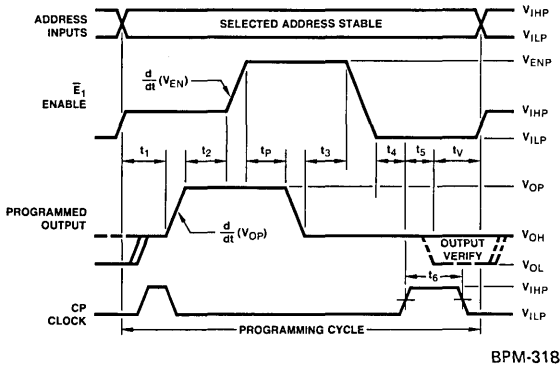 ADDRESS INPUTS
SELECTED ADDRESS STABLE
VIHP
VILP
VENP
d/dt (VEN)
E̅1 ENABLE
VIHP
VILP
t1
t2
tP
t3
t4
t5
tV
VOP
PROGRAMMED OUTPUT
d/dt (VOP)
VOH
OUTPUT VERIFY
VOL
t6
VIHP
CP CLOCK
VILP
PROGRAMMING CYCLE
BPM-318